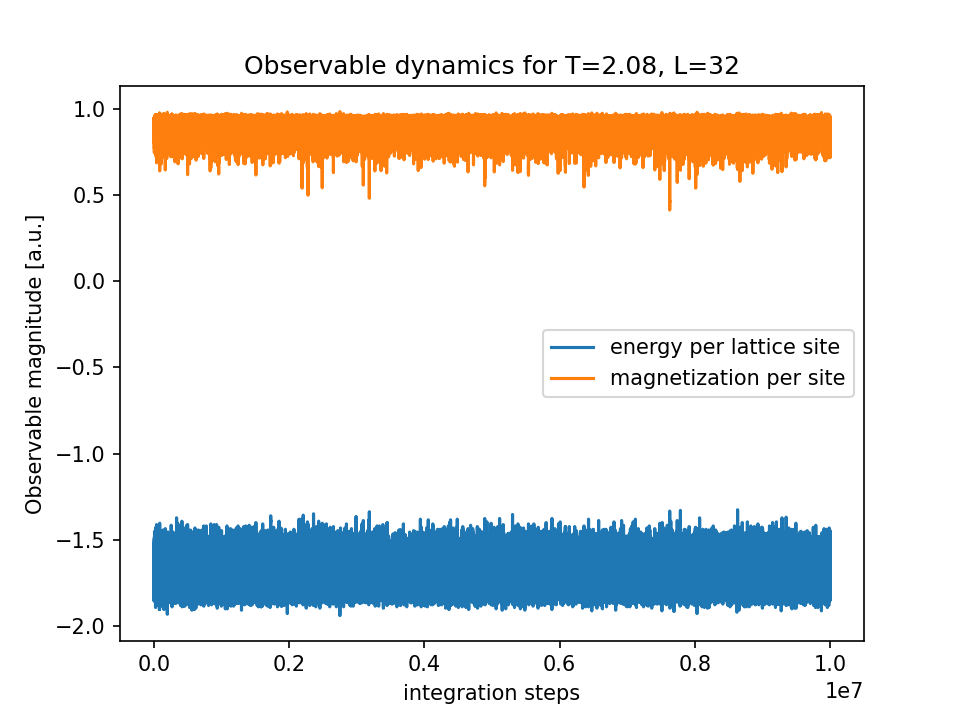 Observable dynamics for T=2.08, L=32
Observable magnitude [a.u.]
1.0
0.5
0.0
−0.5
−1.0
−1.5
−2.0
energy per lattice site
magnetization per site
0.0 0.2 0.4 0.6 0.8 1.0
1e7
integration steps